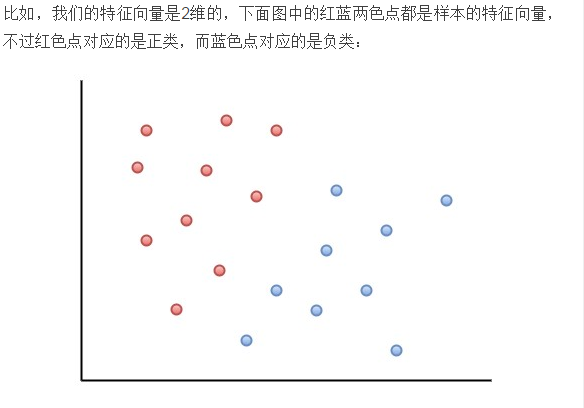 比如，我们的特征向量是2维的，下面图中的红蓝两色点都是样本的特征向量，
不过红色点对应的是正类，而蓝色点对应的是负类：